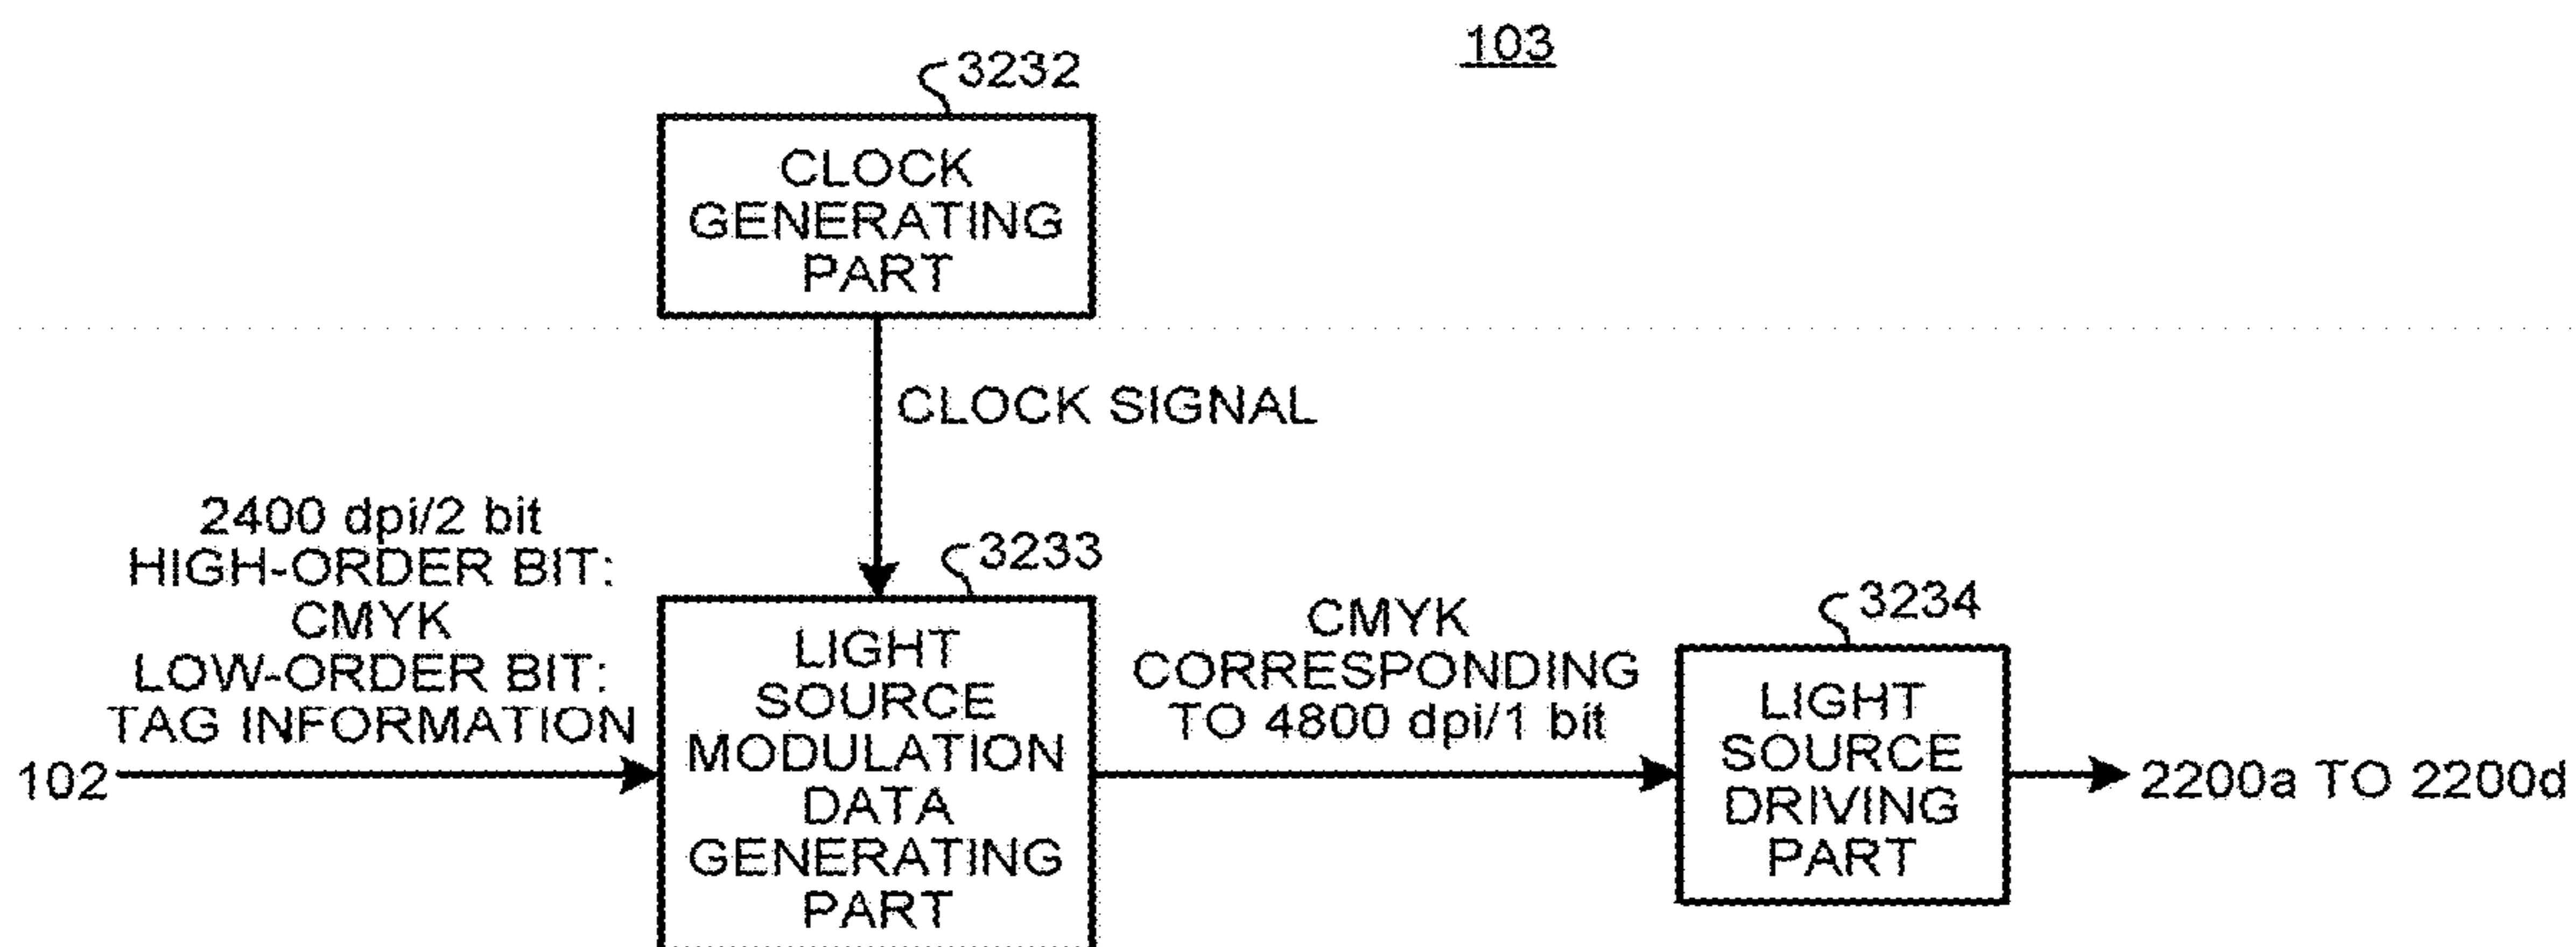 103
3232
CLOCK
GENERATING
PART
CLOCK SIGNAL
2400 dpi/2 bit
HIGH-ORDER BIT:
CMYK
LOW-ORDER BIT:
TAG INFORMATION
102
3233
LIGHT
SOURCE
MODULATION
DATA
GENERATING
PART
CMYK
CORRESPONDING
TO 4800 dpi/1 bit
3234
LIGHT
SOURCE
DRIVING
PART
2200a TO 2200d